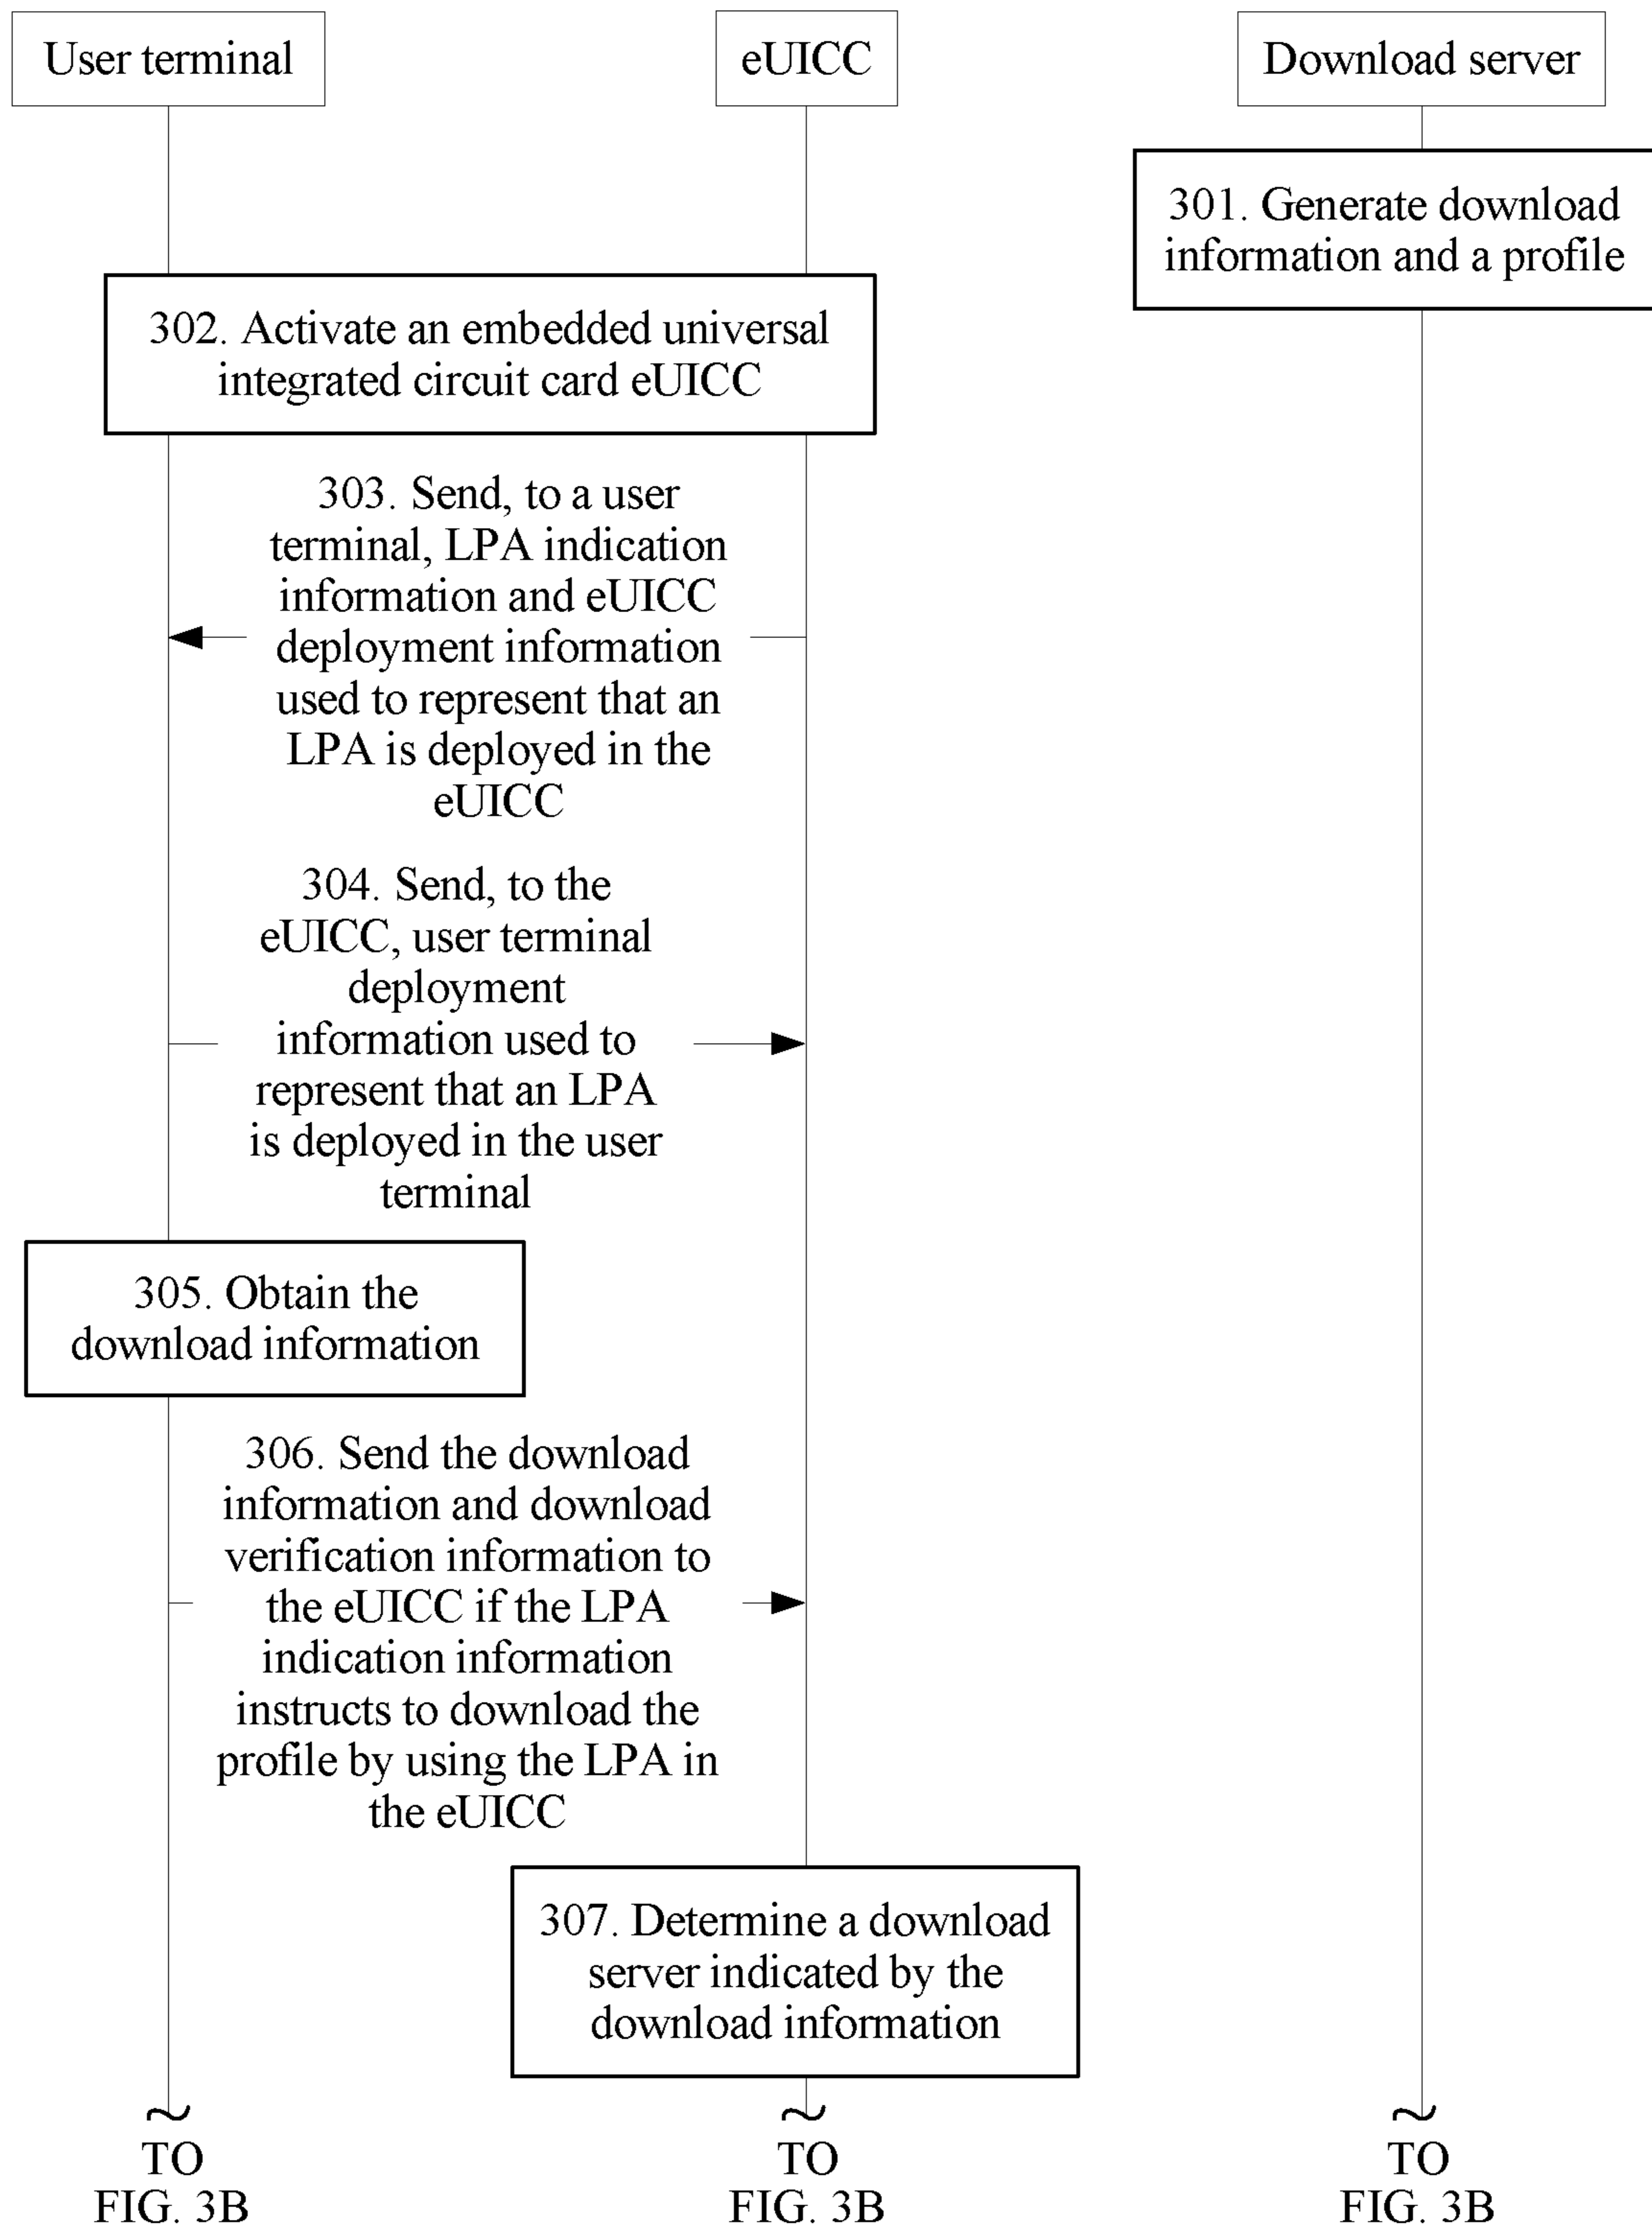 User terminal
eUICC
Download server
301. Generate download
information and a profile
302. Activate an embedded universal
integrated circuit card eUICC
303. Send, to a user
terminal, LPA indication
information and eUICC
deployment information
used to represent that an
LPA is deployed in the
eUICC
304. Send, to the
eUICC, user terminal
deployment
information used to
represent that an LPA
is deployed in the user
terminal
305. Obtain the
download information
306. Send the download
information and download
verification information to
the eUICC if the LPA
indication information
instructs to download the
profile by using the LPA in
the eUICC
307. Determine a download
server indicated by the
download information
TO
FIG. 3B
TO
FIG. 3B
TO
FIG. 3B